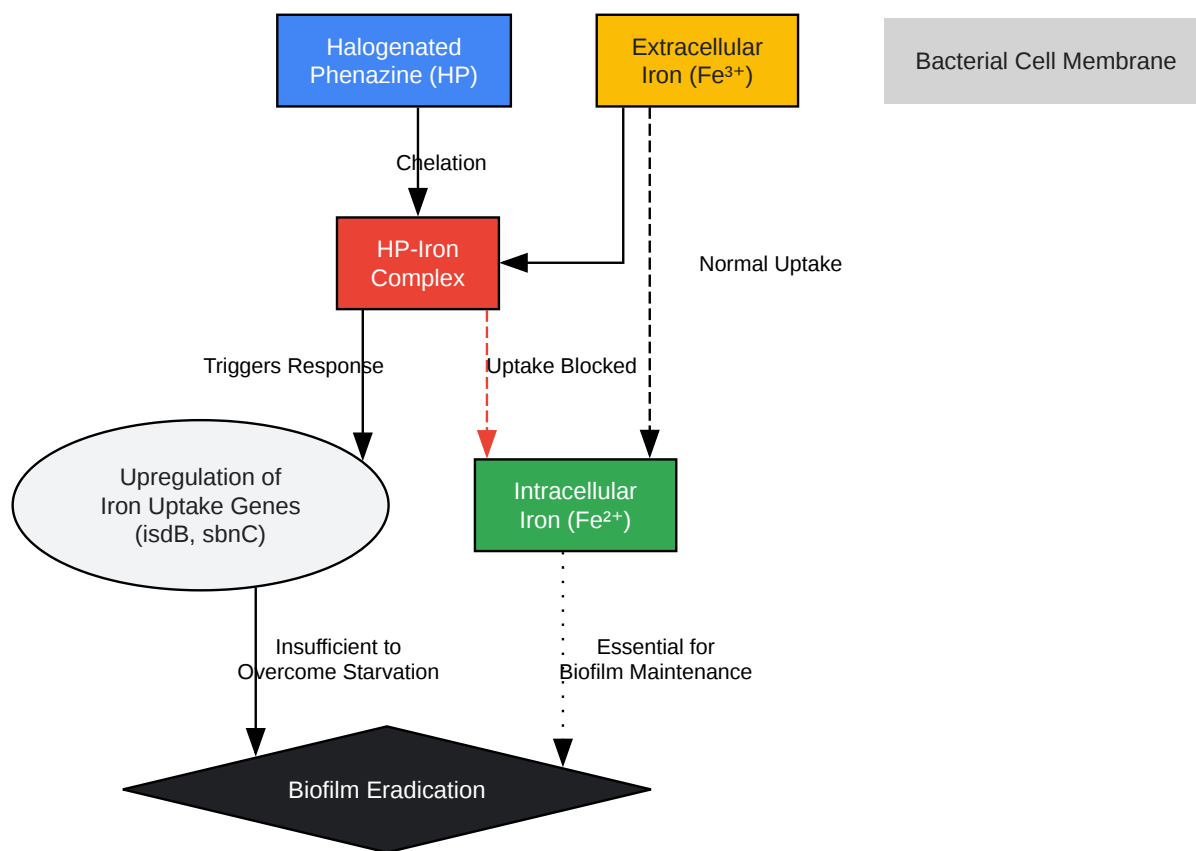 Halogenated
Phenazine (HP)
Extracellular
Iron (Fe³⁺)
Bacterial Cell Membrane
Chelation
HP-Iron
Complex
Normal Uptake
Triggers Response
Uptake Blocked
Upregulation of
Iron Uptake Genes
(isdB, sbnC)
Intracellular
Iron (Fe²⁺)
Insufficient to
Overcome Starvation
Essential for
Biofilm Maintenance
Biofilm Eradication